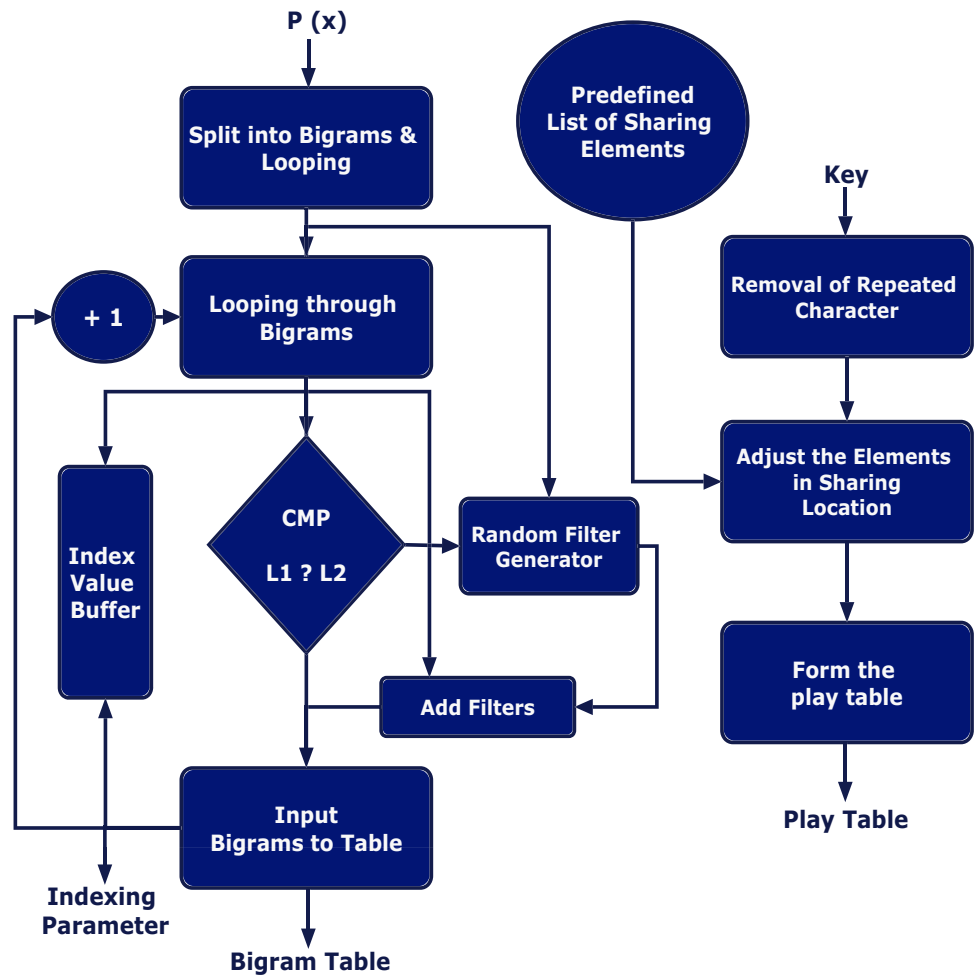 P (x)
Split into Bigrams &
Looping
Predefined
List of Sharing
Elements
Key
+ 1
Looping through
Bigrams
Removal of Repeated
Character
CMP
L1 ? L2
Index
Value
Buffer
Random Filter
Generator
Adjust the Elements
in Sharing
Location
Add Filters
Form the
play table
Input
Bigrams to Table
Play Table
Indexing
Parameter
Bigram Table